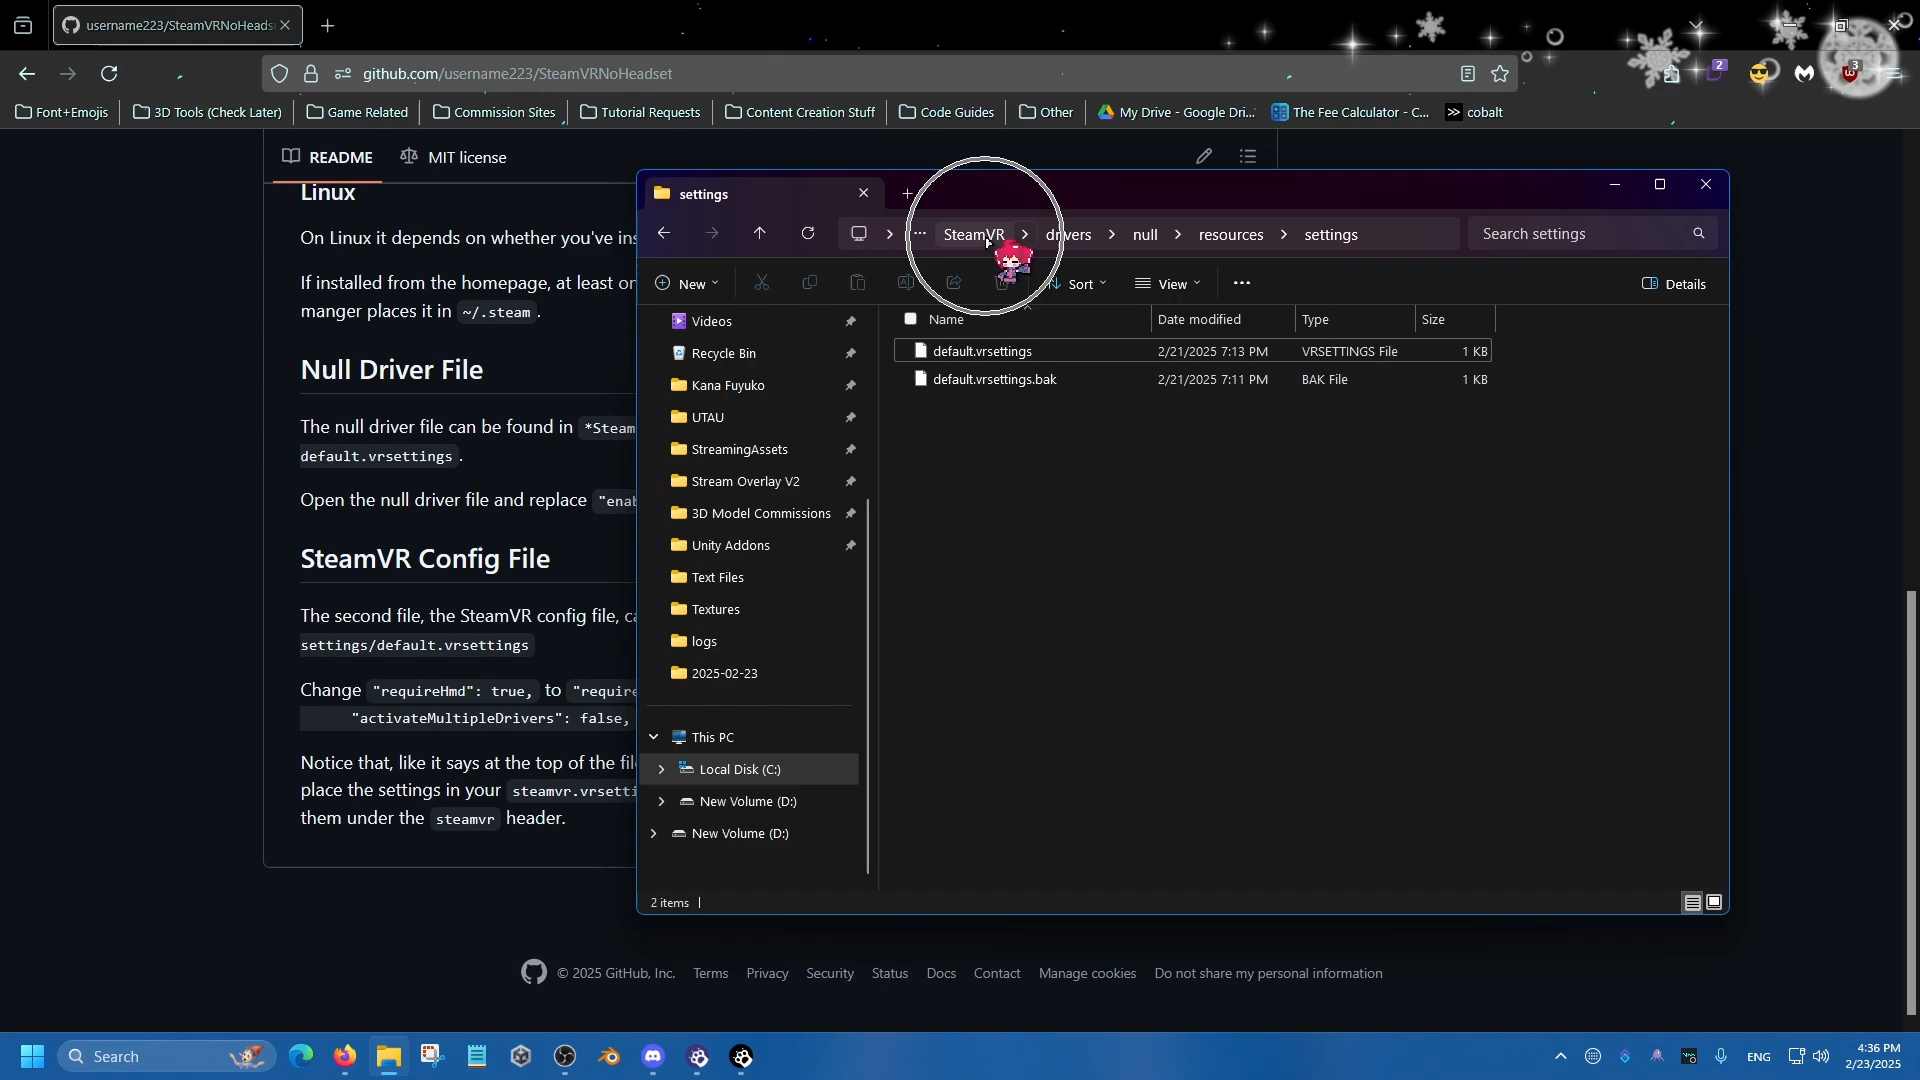 username223/SteamVRNoHeads
2
3
github.com/username223/SteamVRNoHeadset
Font+Emojis
3D Tools (Check Later)
Game Related
Commission Sites
Tutorial Requests
Content Creation Stuff
Code Guides
Other
My Drive - Google Dri...
The Fee Calculator - C...
cobalt
README
MIT license
Linux
On Linux it depends on whether you've ins
If installed from the homepage, at least or
manger places it in ~/.steam.
Null Driver File
The null driver file can be found in *Steam
default.vrsettings.
Open the null driver file and replace "enab
SteamVR Config File
The second file, the SteamVR config file, ca
settings/default.vrsettings
Change "requireHmd": true, to "require
"activateMultipleDrivers": false,
Notice that, like it says at the top of the file
place the settings in your steamvr.vrsetti
them under the steamvr header.
settings
SteamVR > drivers > null > resources > settings
Search settings
New
Sort
View
Details
Videos
Recycle Bin
Kana Fuyuko
UTAU
StreamingAssets
Stream Overlay V2
3D Model Commissions
Unity Addons
Text Files
Textures
logs
2025-02-23
This PC
Local Disk (C:)
New Volume (D:)
New Volume (D:)
Name Date modified Type Size
default.vrsettings 2/21/2025 7:13 PM VRSETTINGS File 1 KB
default.vrsettings.bak 2/21/2025 7:11 PM BAK File 1 KB
2 items
© 2025 GitHub, Inc. Terms Privacy Security Status Docs Contact Manage cookies Do not share my personal information
Search
ENG
4:36 PM
2/23/2025